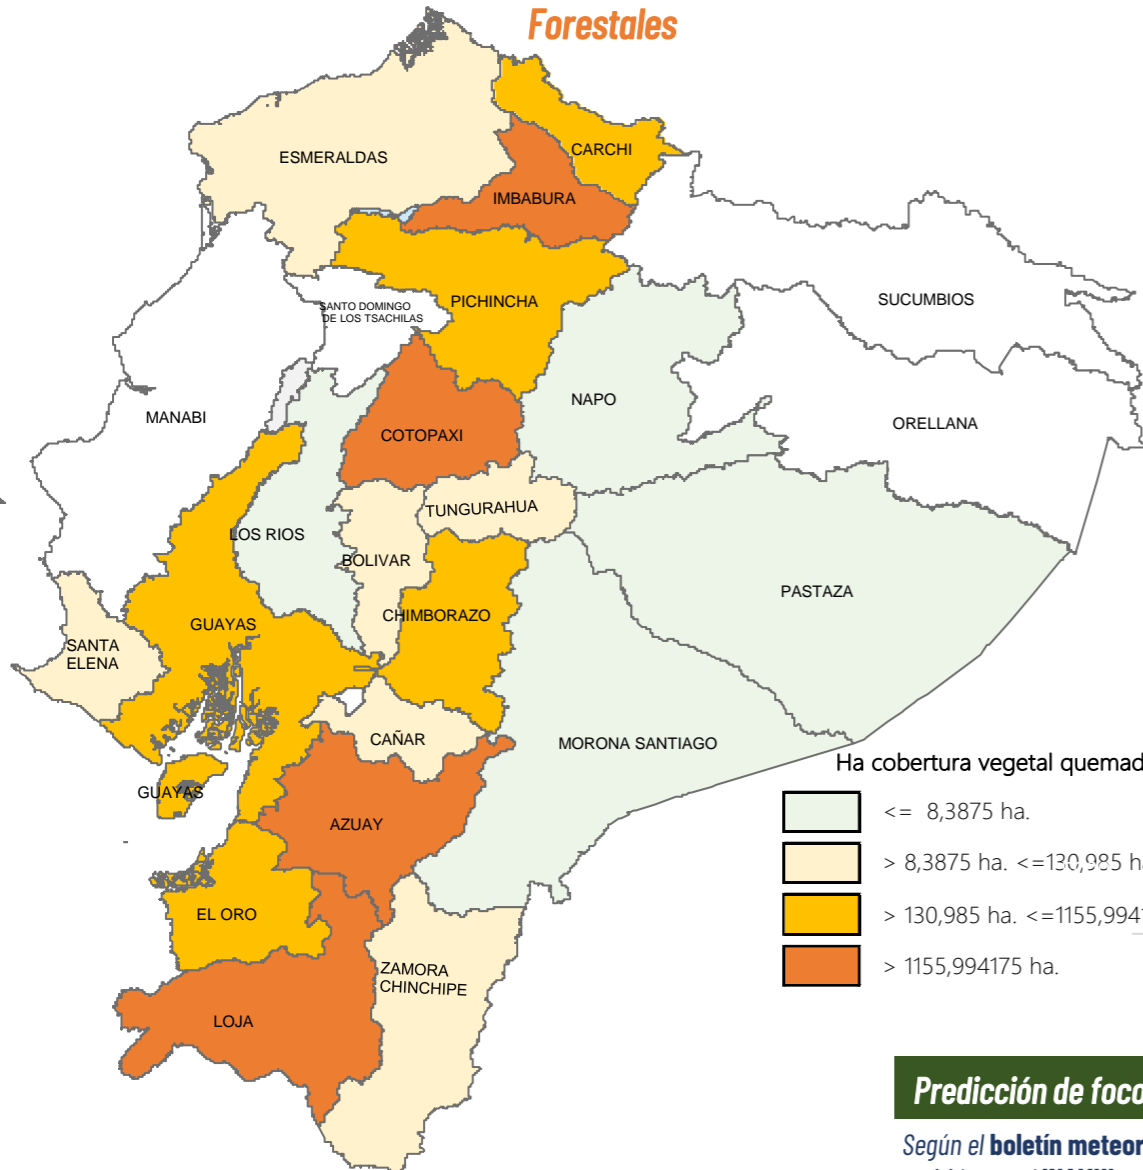 Forestales
ESMERALDAS
CARCHI
IMBABURA
PICHINCHA
SANTO DOMINGO
DE LOS TSACHILAS
SUCUMBIOS
NAPO
ORELLANA
MANABI
COTOPAXI
TUNGURAHUA
LOS RIOS
BOLIVAR
PASTAZA
CHIMBORAZO
GUAYAS
SANTA
ELENA
CAÑAR
MORONA SANTIAGO
GUAYAS
AZUAY
EL ORO
ZAMORA
CHINCHIPE
LOJA
Ha cobertura vegetal quemad
<= 8,3875 ha.
> 8,3875 ha. <=130,985 h
> 130,985 ha. <=1155,994
> 1155,994175 ha.
Predicción de foco
Según el boletín meteor